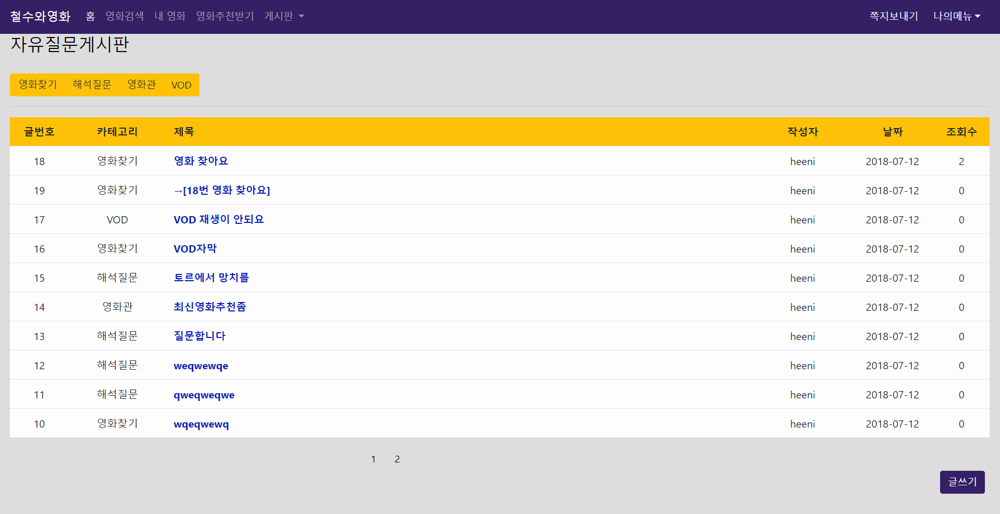 철수와영화 홈 영화검색 내 영화 영화추천받기 게시판 쪽지보내기 나의메뉴
자유질문게시판
영화찾기 해석질문 영화관 VOD
글번호 카테고리 제목 작성자 날짜 조회수
18 영화찾기 영화 찾아요 heeni 2018-07-12 2
19 영화찾기 →[18번 영화 찾아요] heeni 2018-07-12 0
17 VOD VOD 재생이 안되요 heeni 2018-07-12 0
16 영화찾기 VOD자막 heeni 2018-07-12 0
15 해석질문 토르에서 망치를 heeni 2018-07-12 0
14 영화관 최신영화추천좀 heeni 2018-07-12 0
13 해석질문 질문합니다 heeni 2018-07-12 0
12 해석질문 weqwewqe heeni 2018-07-12 0
11 해석질문 qweqweqwe heeni 2018-07-12 0
10 영화찾기 wqeqwewq heeni 2018-07-12 0
1 2
글쓰기